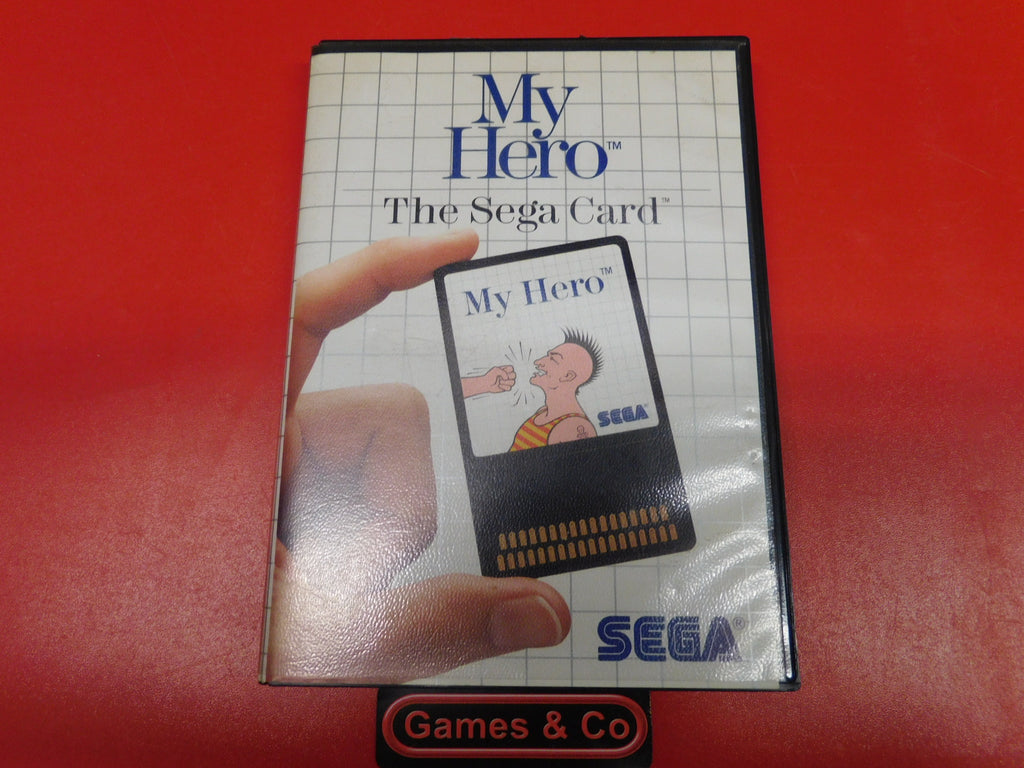 My
Hero™
The Sega Card™
My Hero™
SEGA
SEGA®
Games & Co